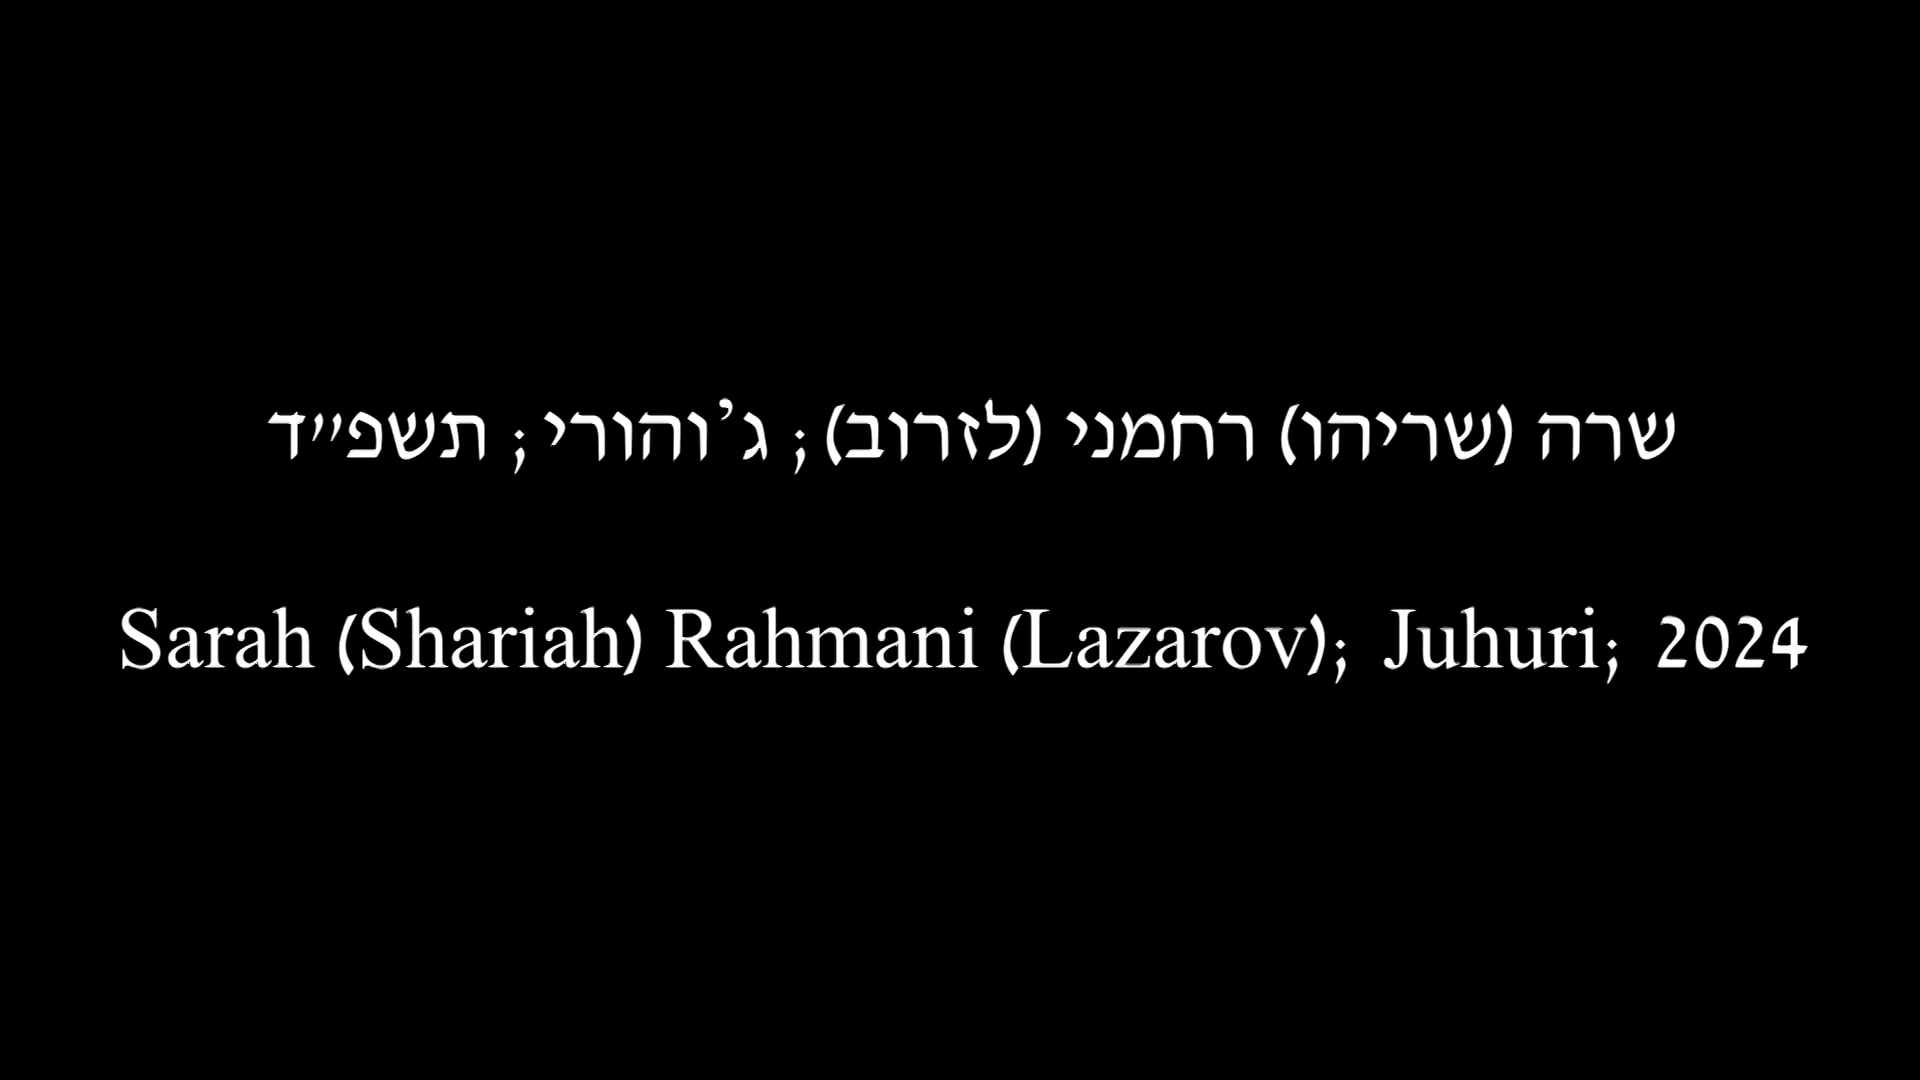 שרה (שריהו) רחמני (לזרוב); ג'והורי; תשפ״ד
Sarah (Shariah) Rahmani (Lazarov); Juhuri; 2024